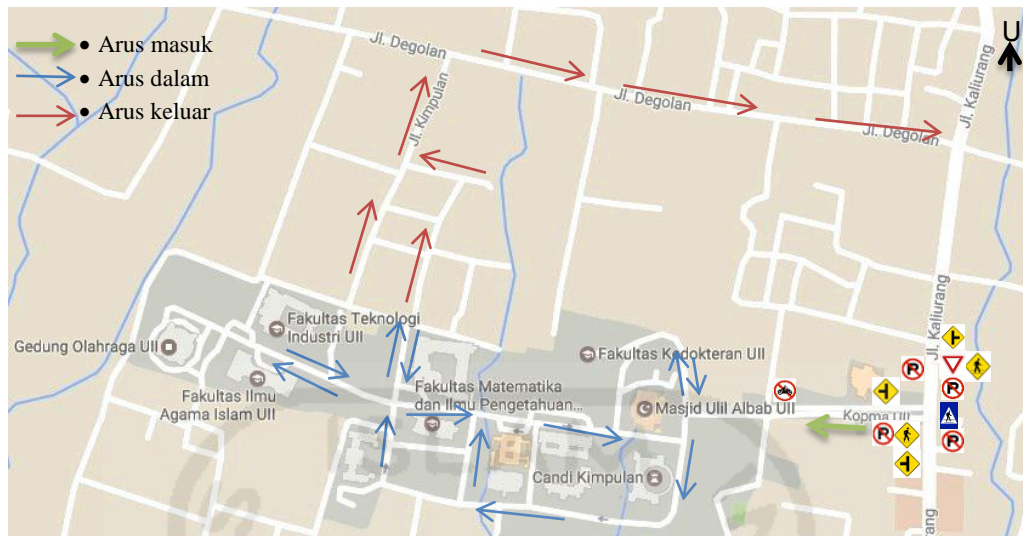 • Arus masuk
• Arus dalam
• Arus keluar
U
Jl. Degolan
Jl. Kimpulan
Jl. Degolan
Jl. Degolan
Jl. Kaliurang
Jl. Kaliurang
Gedung Olahraga UII
Fakultas Teknologi
Industri UII
Fakultas Ilmu
Agama Islam UII
Fakultas Matematika
dan Ilmu Pengetahuan...
Fakultas Kedokteran UII
Masjid Ulil Albab UII
Kopma UII
Candi Kimpulan
urang